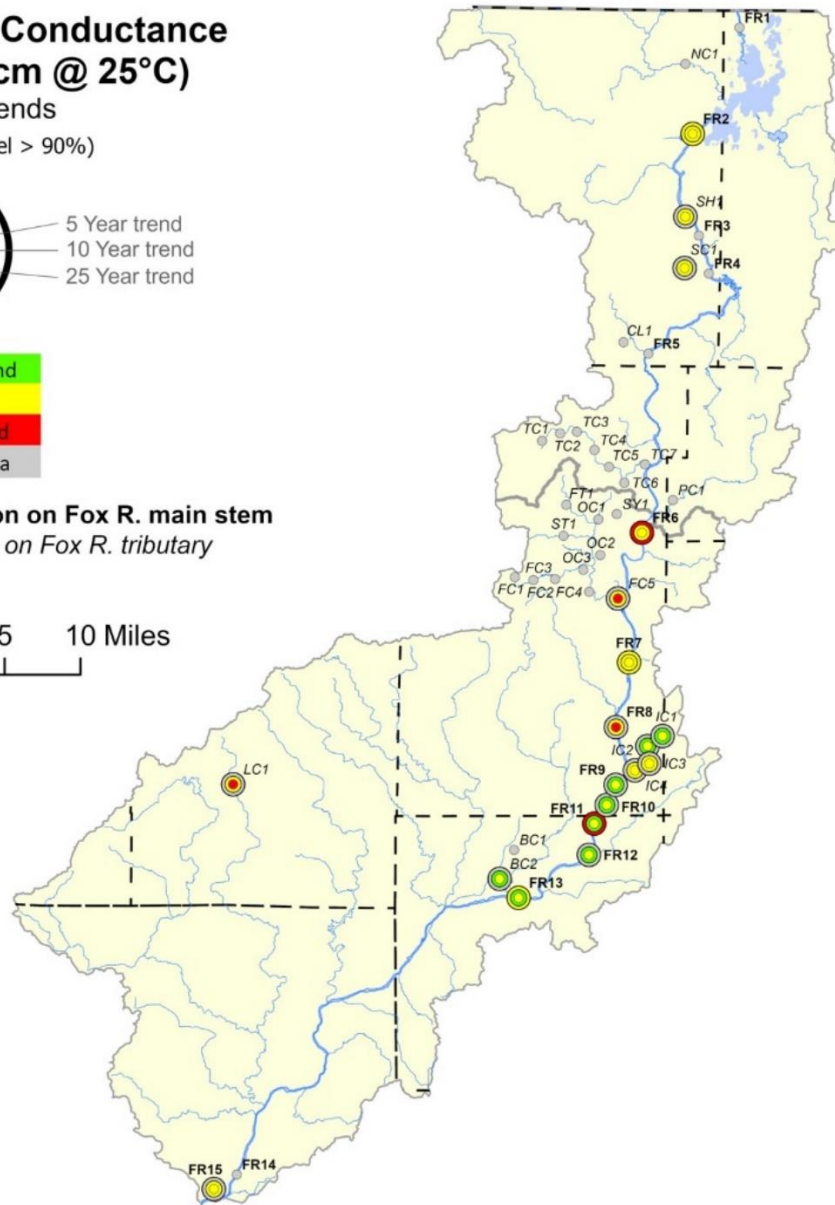 Conductance
cm @ 25°C)
ends
el > 90%)
5 Year trend
10 Year trend
25 Year trend
nd
d
a
on on Fox R. main stem
on Fox R. tributary
5 10 Miles
FR1
NC1
FR2
SH1
FR3
SC1
FR4
CL1
FR5
TC1
TC2
TC3
TC4
TC5
TC7
TC6
PC1
FT1
OC1
SY1
FR6
ST1
OC2
OC3
FC3
FC1
FC2
FC4
FC5
FR7
FR8
IC1
IC2
IC3
IC4
LC1
FR9
FR10
FR11
BC1
FR12
BC2
FR13
FR15
FR14